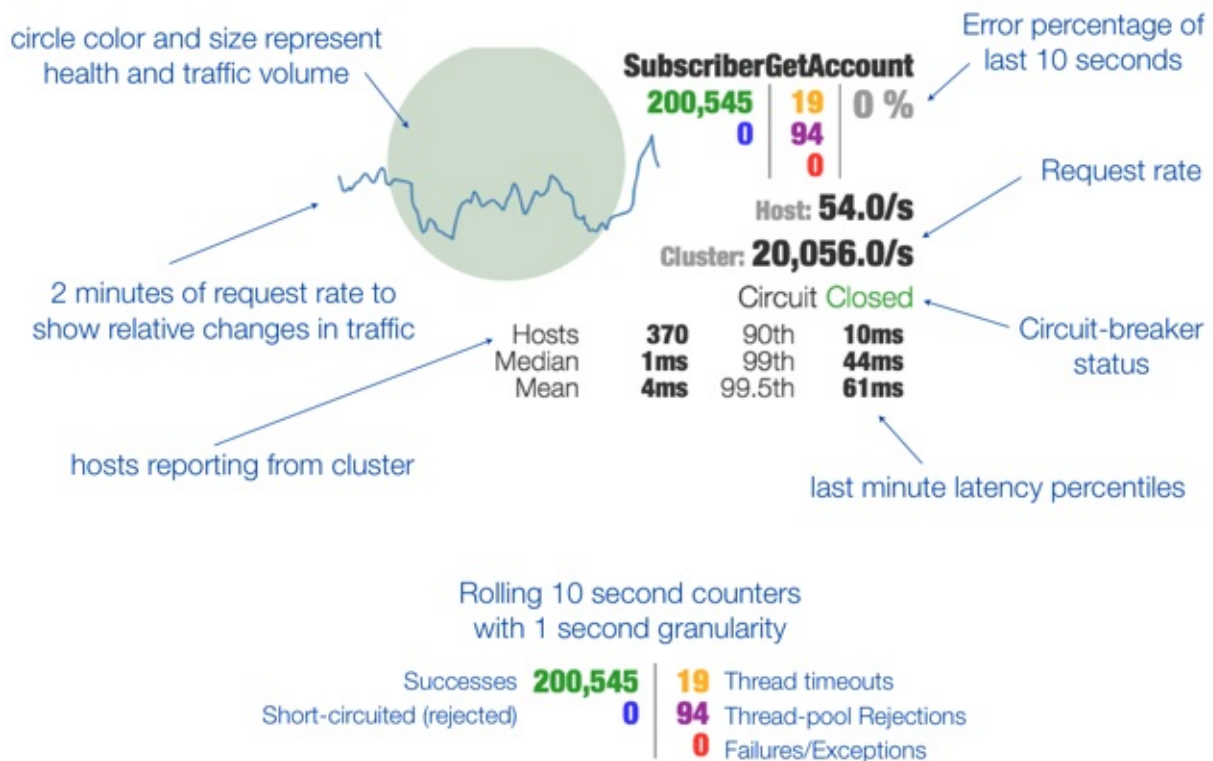 circle color and size represent
health and traffic volume
Error percentage of
last 10 seconds
SubscriberGetAccount
200,545 19 0 %
0 94
0
Request rate
Host: 54.0/s
Cluster: 20,056.0/s
2 minutes of request rate to
show relative changes in traffic
Circuit Closed
Circuit-breaker
status
Hosts 370 90th 10ms
Median 1ms 99th 44ms
Mean 4ms 99.5th 61ms
hosts reporting from cluster
last minute latency percentiles
Rolling 10 second counters
with 1 second granularity
Successes 200,545 19 Thread timeouts
Short-circuited (rejected) 0 94 Thread-pool Rejections
0 Failures/Exceptions